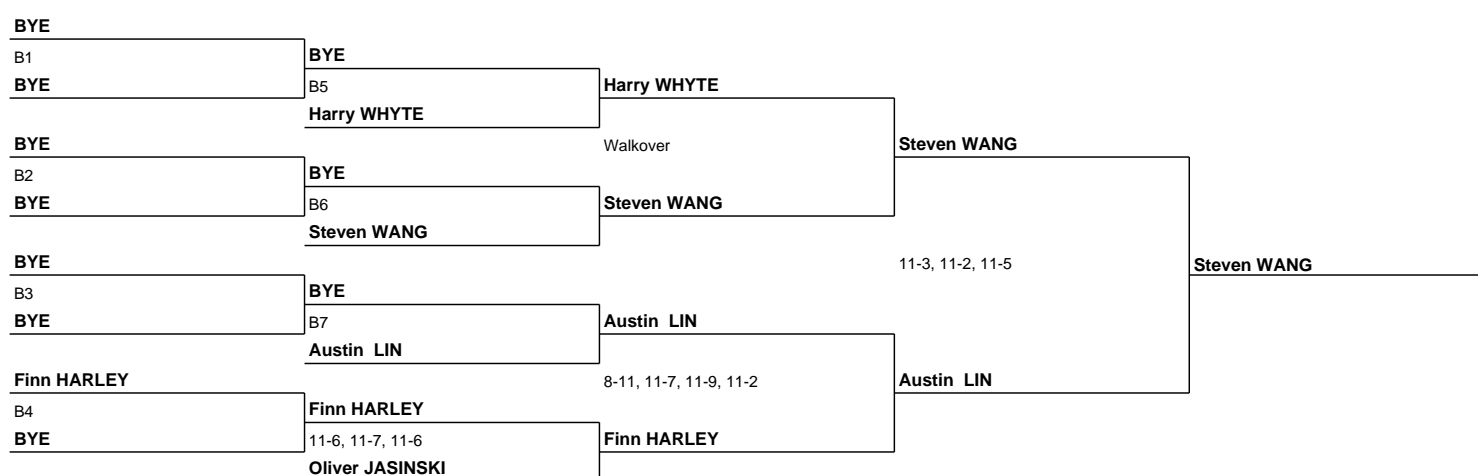 BYE
B1
BYE
BYE
B5
Harry WHYTE
BYE
B2
BYE
BYE
B6
Steven WANG
BYE
B3
BYE
BYE
B7
Austin  LIN
Finn HARLEY
B4
BYE
Finn HARLEY
11-6, 11-7, 11-6
Oliver JASINSKI
Harry WHYTE
Walkover
Steven WANG
Austin  LIN
8-11, 11-7, 11-9, 11-2
Finn HARLEY
Steven WANG
11-3, 11-2, 11-5
Austin  LIN
Steven WANG